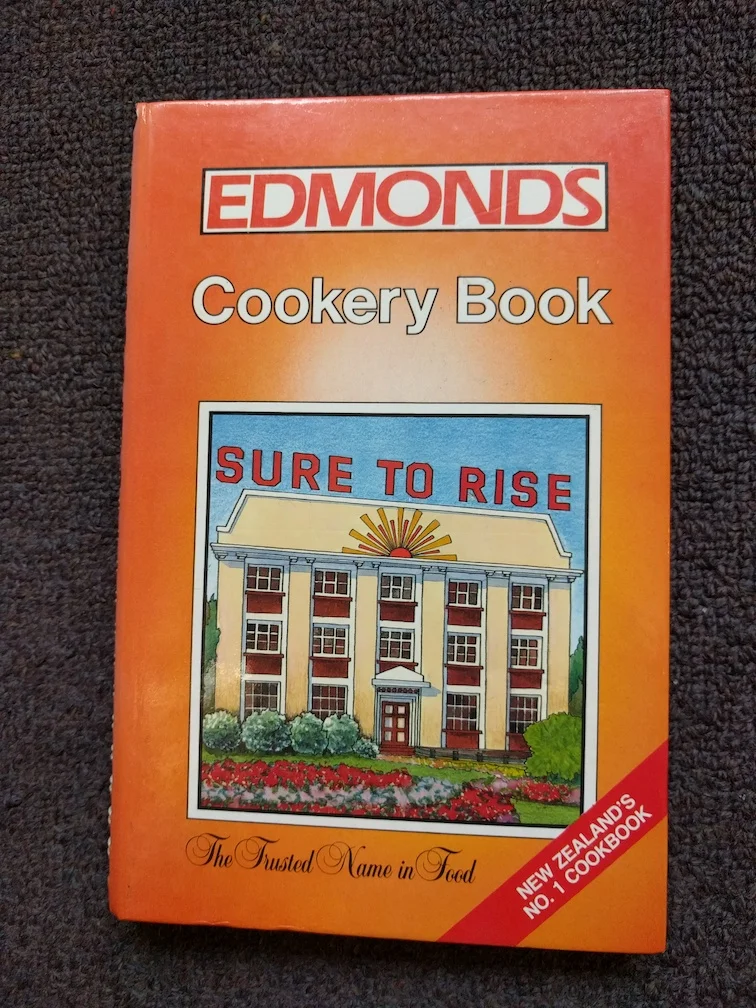 EDMONDS
Cookery Book
SURE TO RISE
The Trusted Name in Food
NEW ZEALAND'S
NO. 1 COOKBOOK